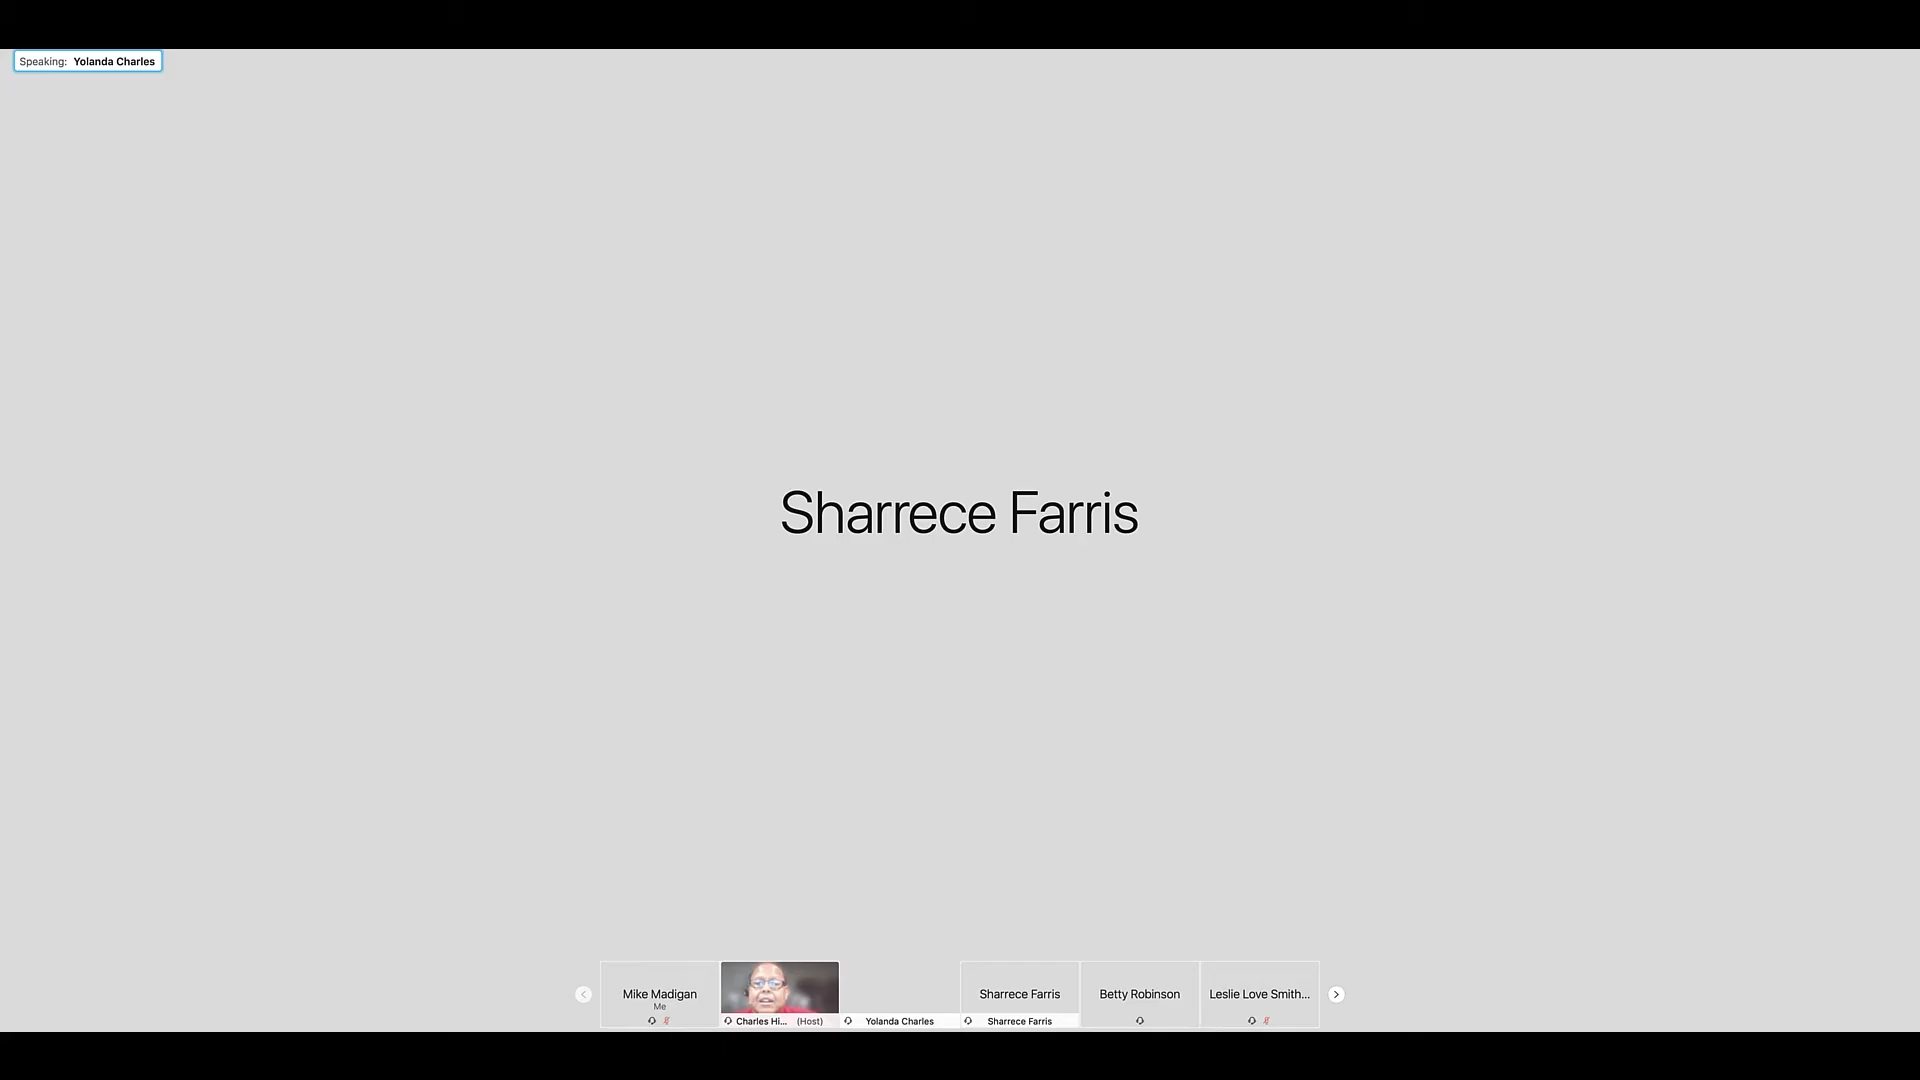 Speaking: Yolanda Charles
Sharrece Farris
Mike Madigan
Me
Charles Hi... (Host)
Yolanda Charles
Sharrece Farris
Sharrece Farris
Betty Robinson
Leslie Love Smith...